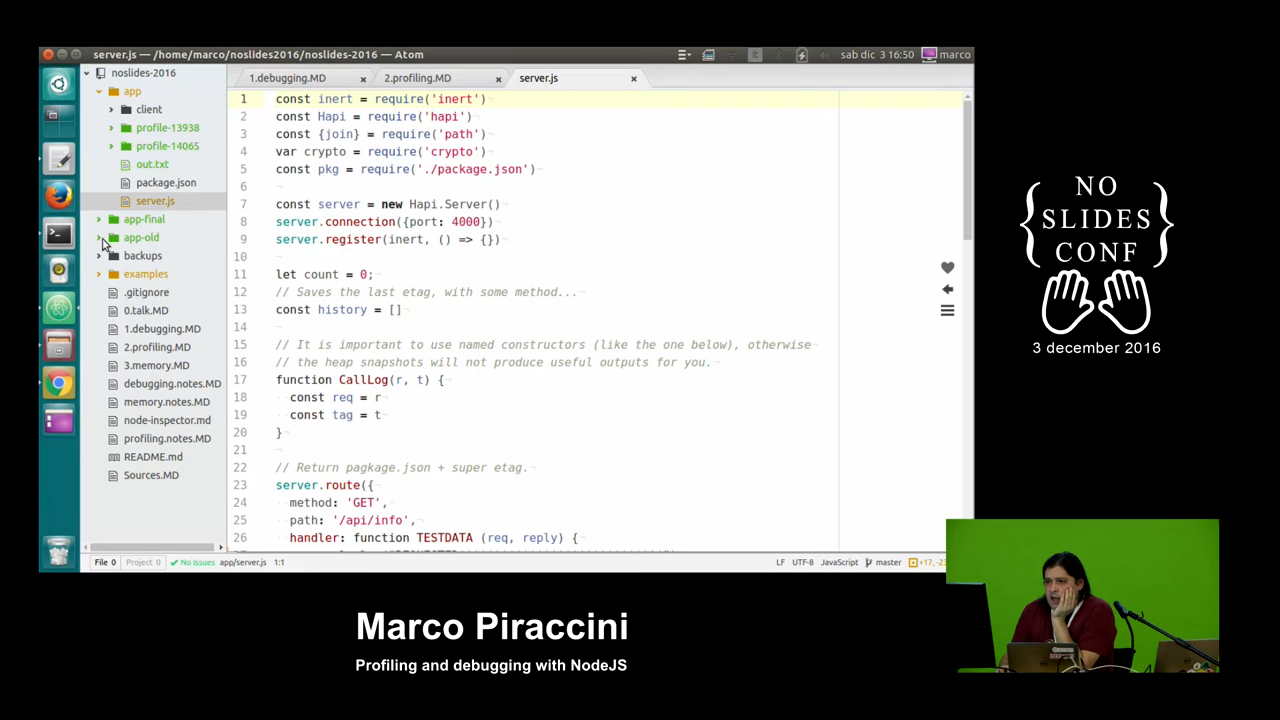 server.js — /home/marco/noslides2016/noslides-2016 — Atom
sab dic 3 16:50 marco
noslides-2016
app
client
profile-13938
profile-14065
out.txt
package.json
server.js
app-final
app-old
backups
examples
.gitignore
0.talk.MD
1.debugging.MD
2.profiling.MD
3.memory.MD
debugging.notes.MD
memory.notes.MD
node-inspector.md
profiling.notes.MD
README.md
Sources.MD
1.debugging.MD
2.profiling.MD
server.js
1 const inert = require('inert')
2 const Hapi = require('hapi')
3 const {join} = require('path')
4 var crypto = require('crypto')
5 const pkg = require('./package.json')
6
7 const server = new Hapi.Server()
8 server.connection({port: 4000})
9 server.register(inert, () => {})
10
11 let count = 0;
12 // Saves the last etag, with some method...
13 const history = []
14
15 // It is important to use named constructors (like the one below), otherwise
16 // the heap snapshots will not produce useful outputs for you.
17 function CallLog(r, t) {
18 const req = r
19 const tag = t
20 }
21
22 // Return pagkage.json + super etag.
23 server.route({
24 method: 'GET',
25 path: '/api/info',
26 handler: function TESTDATA (req, reply) {
File 0 Project 0 No Issues app/server.js 1:1
LF UTF-8 JavaScript master
NO
SLIDES
CONF
3 december 2016
Marco Piraccini
Profiling and debugging with NodeJS